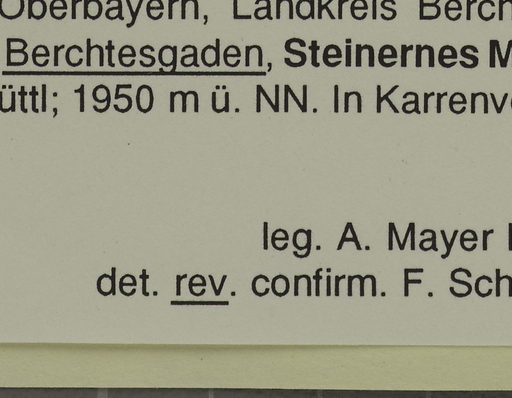 Oberbayern, Landkreis Berch
Berchtesgaden, Steinernes M
üttl; 1950 m ü. NN. In Karrenv
leg. A. Mayer
det. rev. confirm. F. Sch